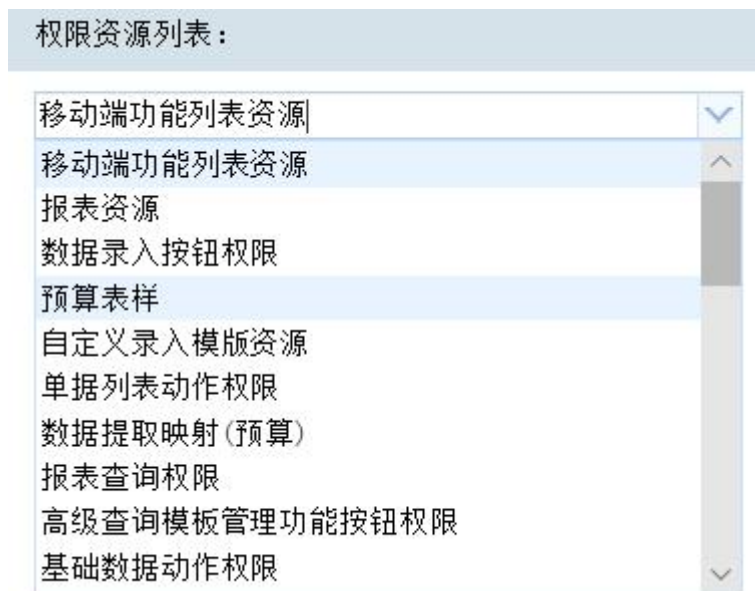 权限资源列表：
移动端功能列表资源
移动端功能列表资源
报表资源
数据录入按钮权限
预算表样
自定义录入模版资源
单据列表动作权限
数据提取映射(预算)
报表查询权限
高级查询模板管理功能按钮权限
基础数据动作权限